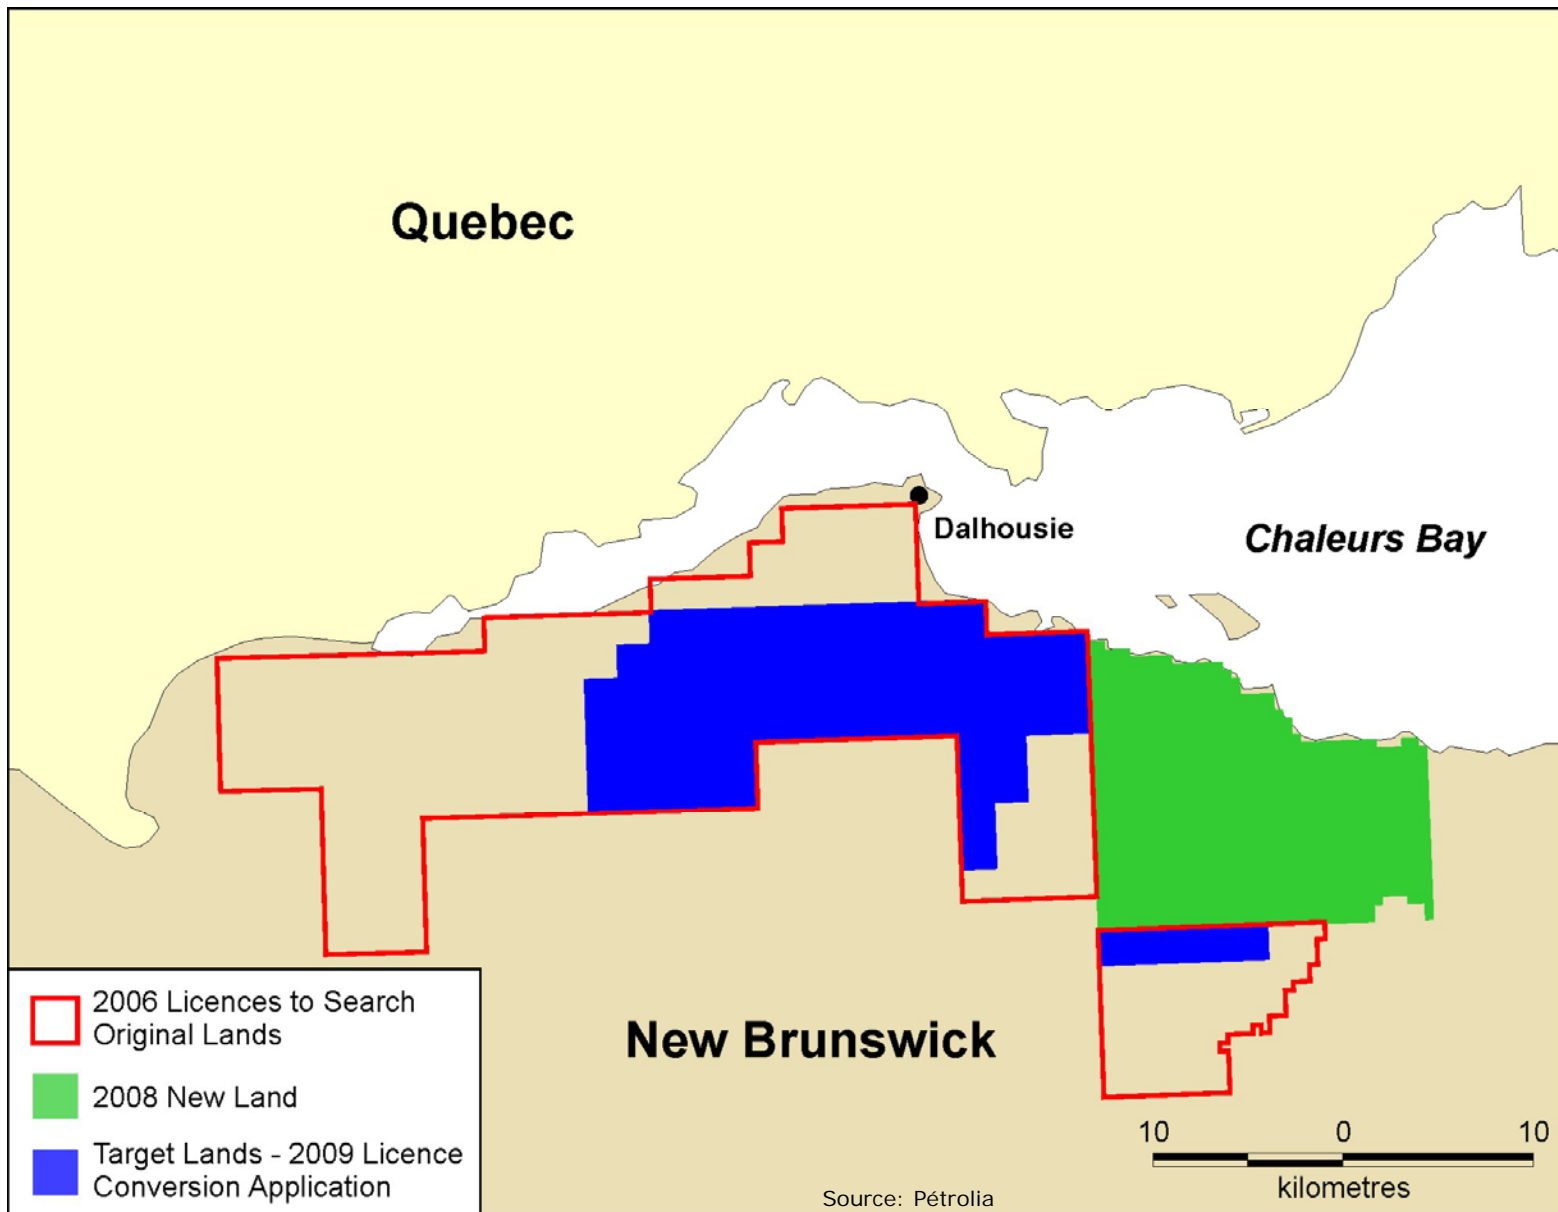 Quebec
Dalhousie
Chaleurs Bay
New Brunswick
2006 Licences to Search
Original Lands
2008 New Land
Target Lands - 2009 Licence
Conversion Application
10 0 10
kilometres
Source: Pétrolia